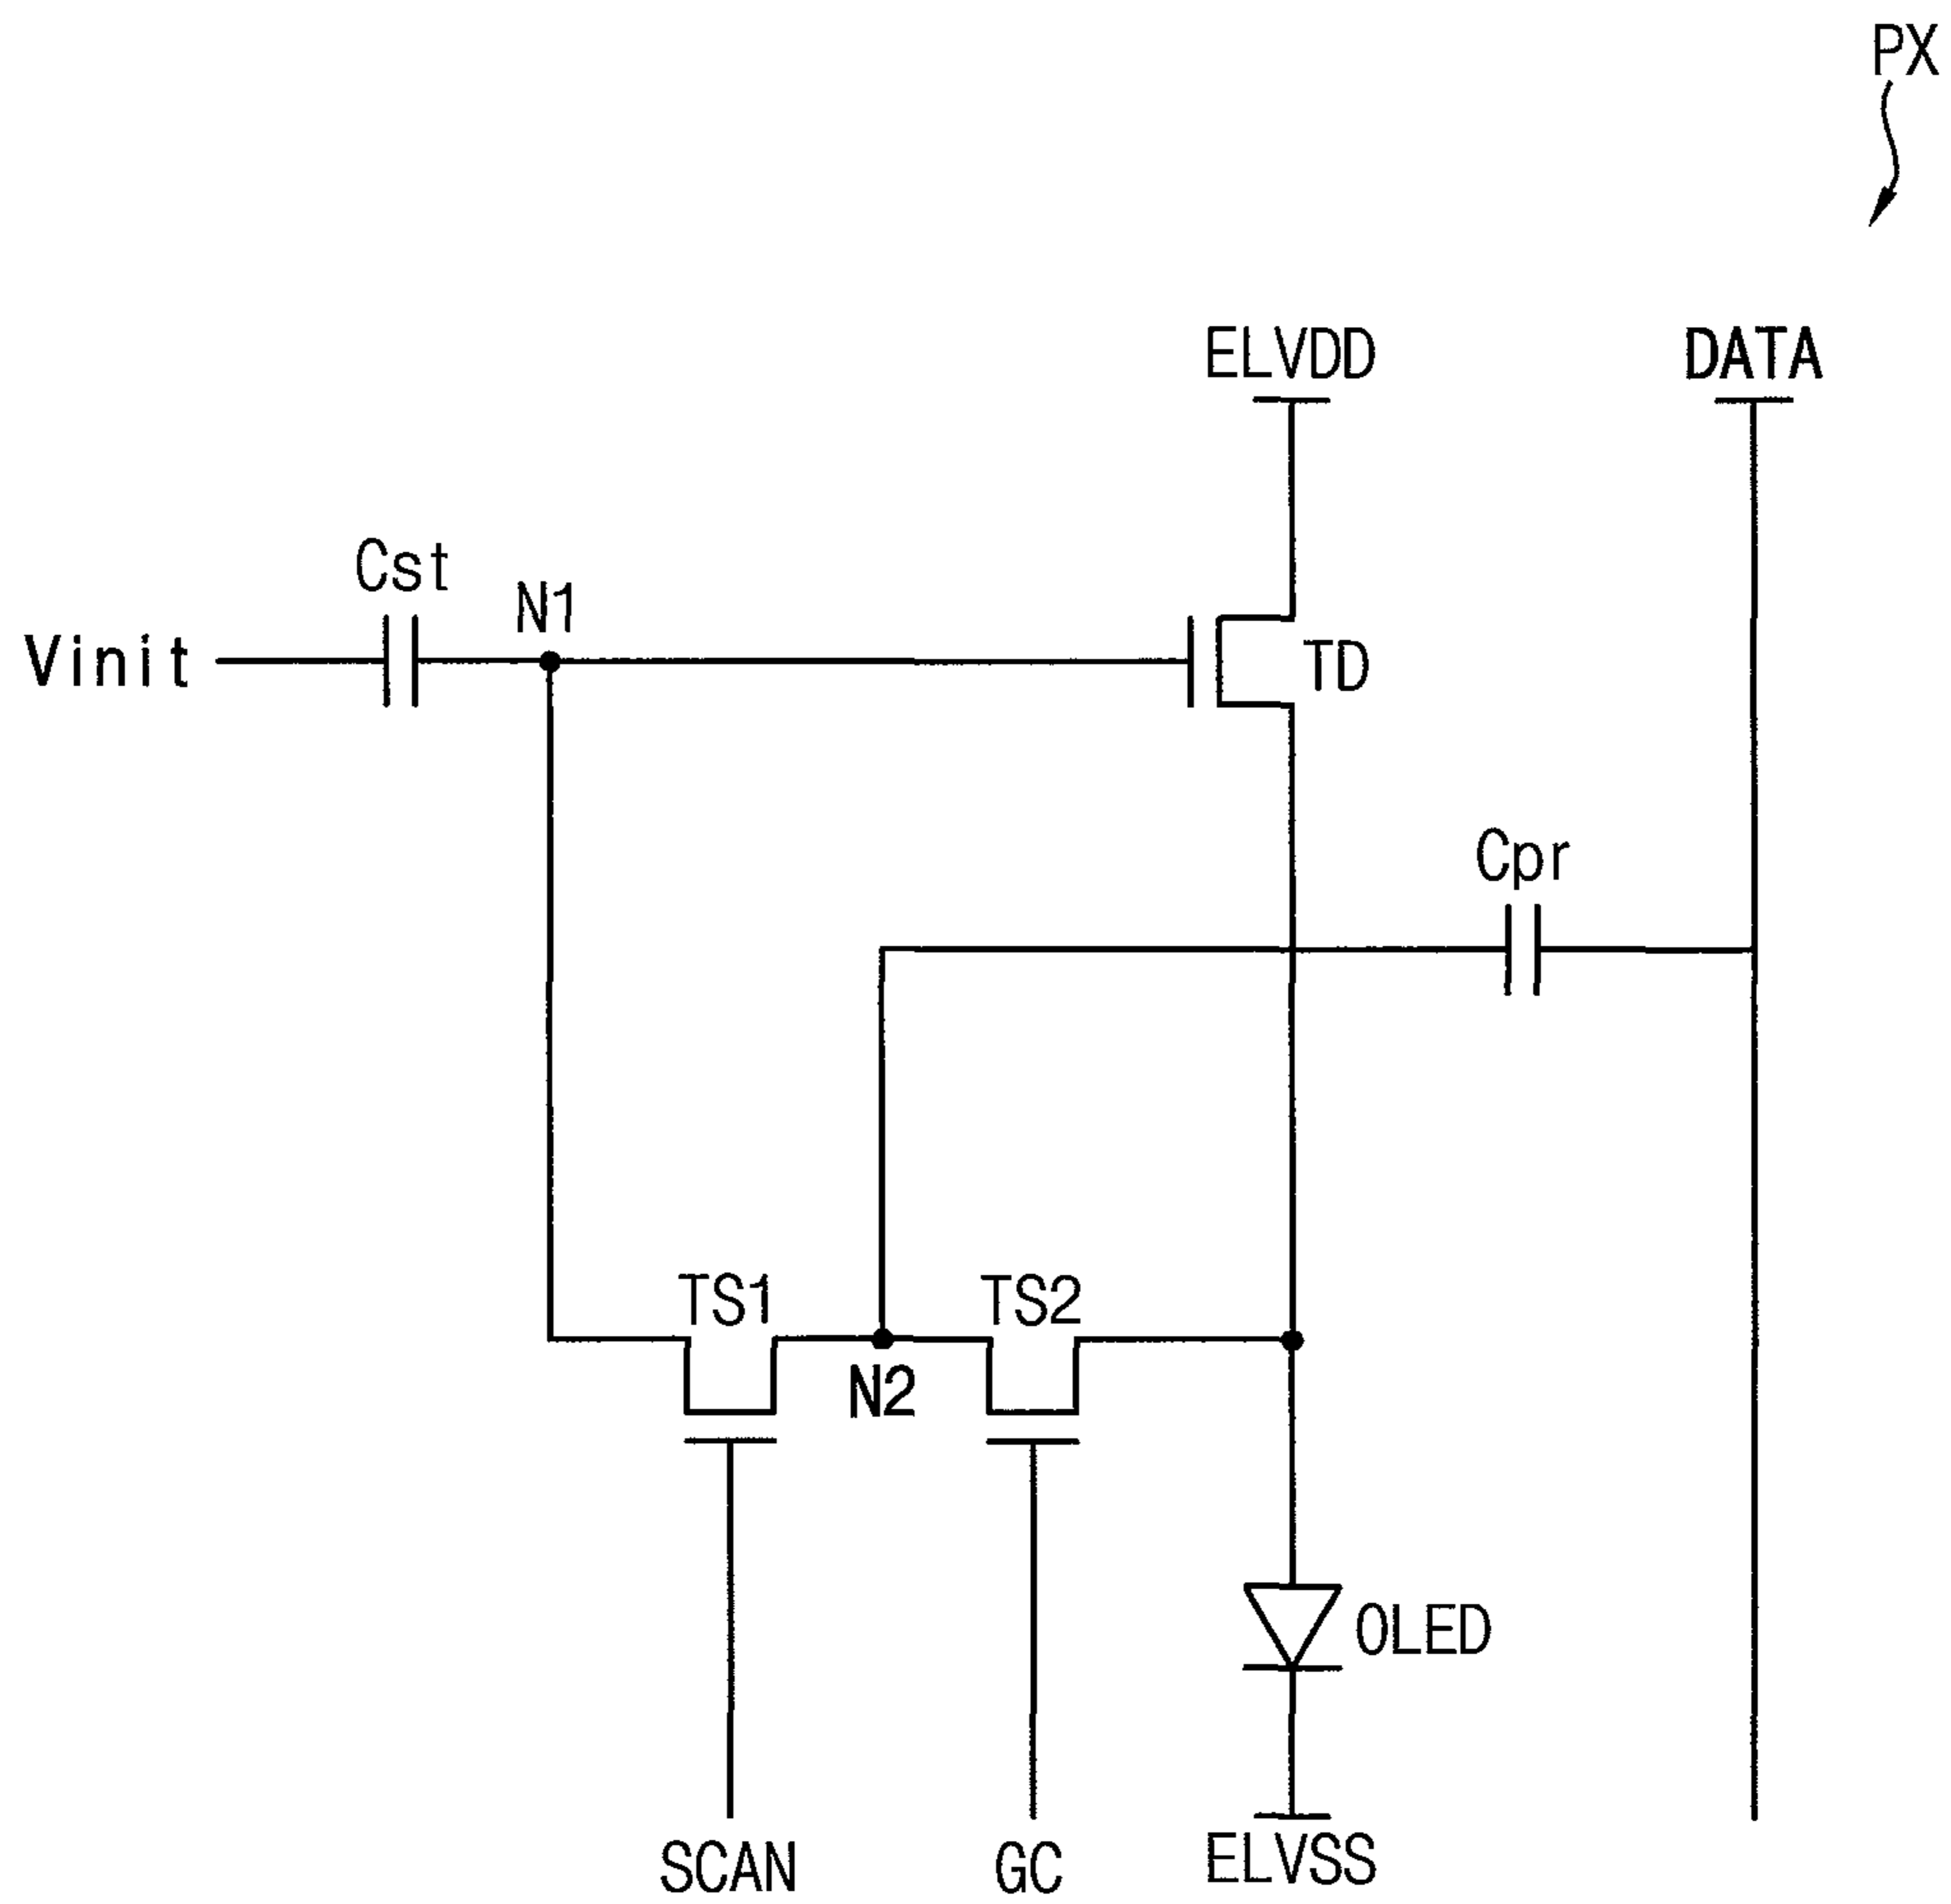 PX
ELVDD
DATA
Cst
N1
Vinit
TD
Cpr
TS1
TS2
N2
OLED
SCAN
GC
ELVSS